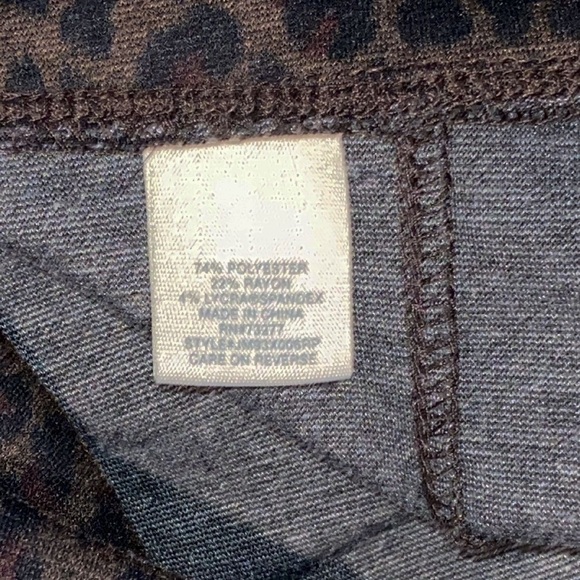 74% POLYESTER
22% RAYON
4% LYCRA/SPANDEX
MADE IN CHINA
CARE ON REVERSE